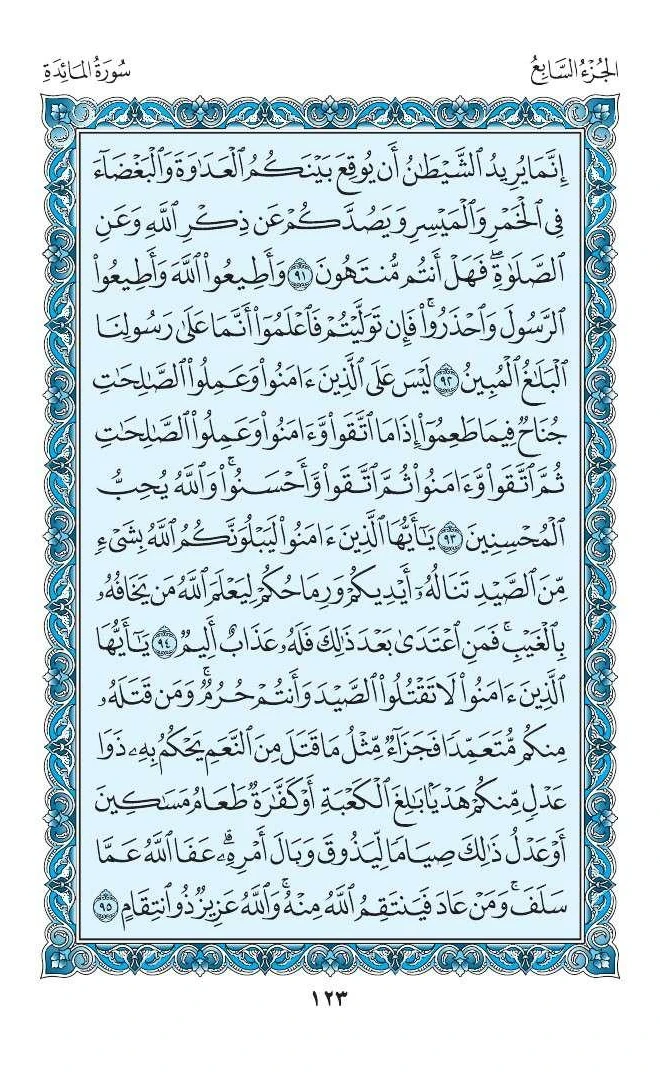 الجُزْءُ السَّابِعُ
سُورَةُ المَائِدَةِ
إِنَّمَا يُرِيدُ ٱلشَّيْطَٰنُ أَن يُوقِعَ بَيْنَكُمُ ٱلْعَدَٰوَةَ وَٱلْبَغْضَآءَ
فِي ٱلْخَمْرِ وَٱلْمَيْسِرِ وَيَصُدَّكُمْ عَن ذِكْرِ ٱللَّهِ وَعَنِ
ٱلصَّلَوٰةِۖ فَهَلْ أَنتُم مُّنتَهُونَ ٩١ وَأَطِيعُوا۟ ٱللَّهَ وَأَطِيعُوا۟
ٱلرَّسُولَ وَٱحْذَرُوا۟ۚ فَإِن تَوَلَّيْتُمْ فَٱعْلَمُوٓا۟ أَنَّمَا عَلَىٰ رَسُولِنَا
ٱلْبَلَٰغُ ٱلْمُبِينُ ٩٢ لَيْسَ عَلَى ٱلَّذِينَ ءَامَنُوا۟ وَعَمِلُوا۟ ٱلصَّٰلِحَٰتِ
جُنَاحٌ فِيمَا طَعِمُوٓا۟ إِذَا مَا ٱتَّقَوا۟ وَّءَامَنُوا۟ وَعَمِلُوا۟ ٱلصَّٰلِحَٰتِ
ثُمَّ ٱتَّقَوا۟ وَّءَامَنُوا۟ ثُمَّ ٱتَّقَوا۟ وَّأَحْسَنُوا۟ۚ وَٱللَّهُ يُحِبُّ
ٱلْمُحْسِنِينَ ٩٣ يَٰٓأَيُّهَا ٱلَّذِينَ ءَامَنُوا۟ لَيَبْلُوَنَّكُمُ ٱللَّهُ بِشَىْءٍ
مِّنَ ٱلصَّيْدِ تَنَالُهُۥٓ أَيْدِيكُمْ وَرِمَاحُكُمْ لِيَعْلَمَ ٱللَّهُ مَن يَخَافُهُۥ
بِٱلْغَيْبِۚ فَمَنِ ٱعْتَدَىٰ بَعْدَ ذَٰلِكَ فَلَهُۥ عَذَابٌ أَلِيمٌ ٩٤ يَٰٓأَيُّهَا
ٱلَّذِينَ ءَامَنُوا۟ لَا تَقْتُلُوا۟ ٱلصَّيْدَ وَأَنتُمْ حُرُمٌۚ وَمَن قَتَلَهُۥ
مِنكُم مُّتَعَمِّدًا فَجَزَآءٌ مِّثْلُ مَا قَتَلَ مِنَ ٱلنَّعَمِ يَحْكُمُ بِهِۦ ذَوَا
عَدْلٍ مِّنكُمْ هَدْيًۢا بَٰلِغَ ٱلْكَعْبَةِ أَوْ كَفَّٰرَةٌ طَعَامُ مَسَٰكِينَ
أَوْ عَدْلُ ذَٰلِكَ صِيَامًا لِّيَذُوقَ وَبَالَ أَمْرِهِۦۗ عَفَا ٱللَّهُ عَمَّا
سَلَفَۚ وَمَنْ عَادَ فَيَنتَقِمُ ٱللَّهُ مِنْهُۚ وَٱللَّهُ عَزِيزٌ ذُو ٱنتِقَامٍ ٩٥
١٢٣